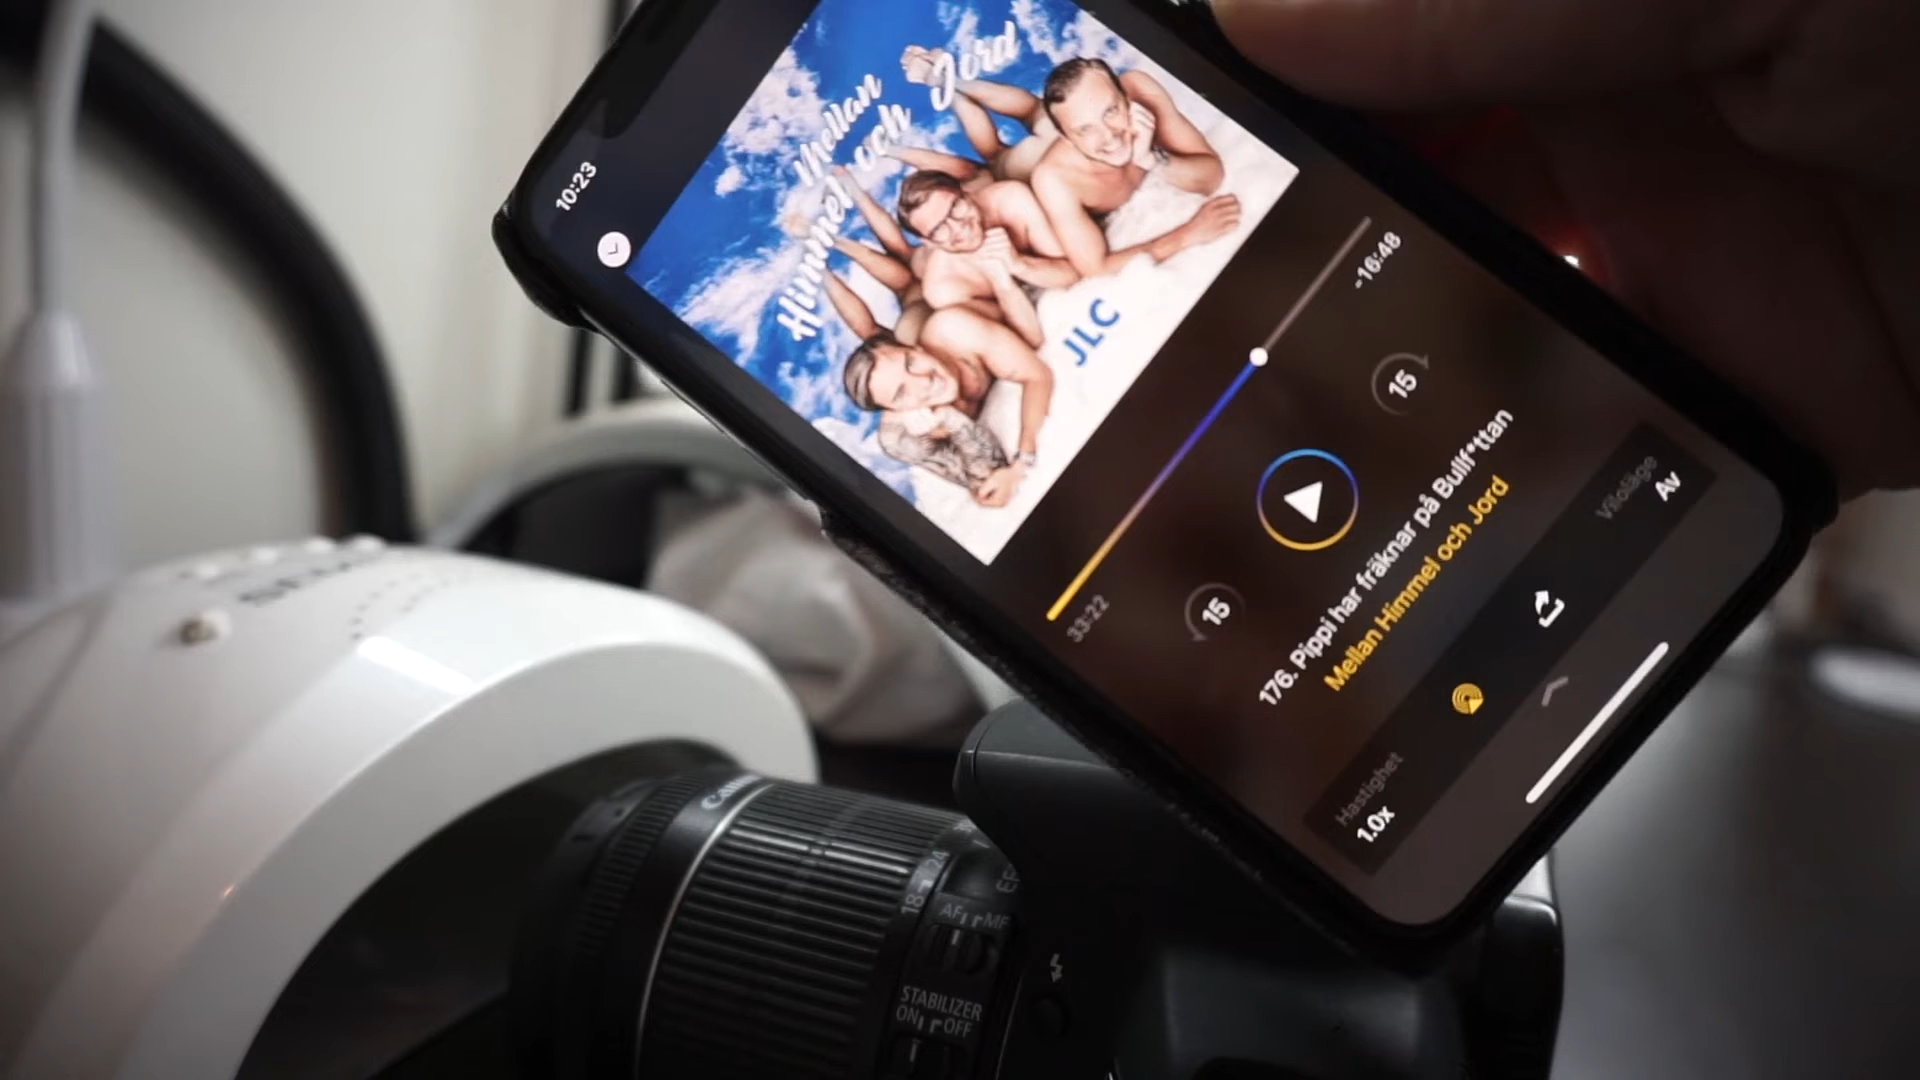 10:23
Mellan
Himmel och Jord
JLC
33:22
-16:48
15
15
176. Pippi har fräknar på Bullf*ttan
Mellan Himmel och Jord
Hastighet
1.0x
Viloläge
Av
Canon
18 24
AF MF
STABILIZER
ON OFF